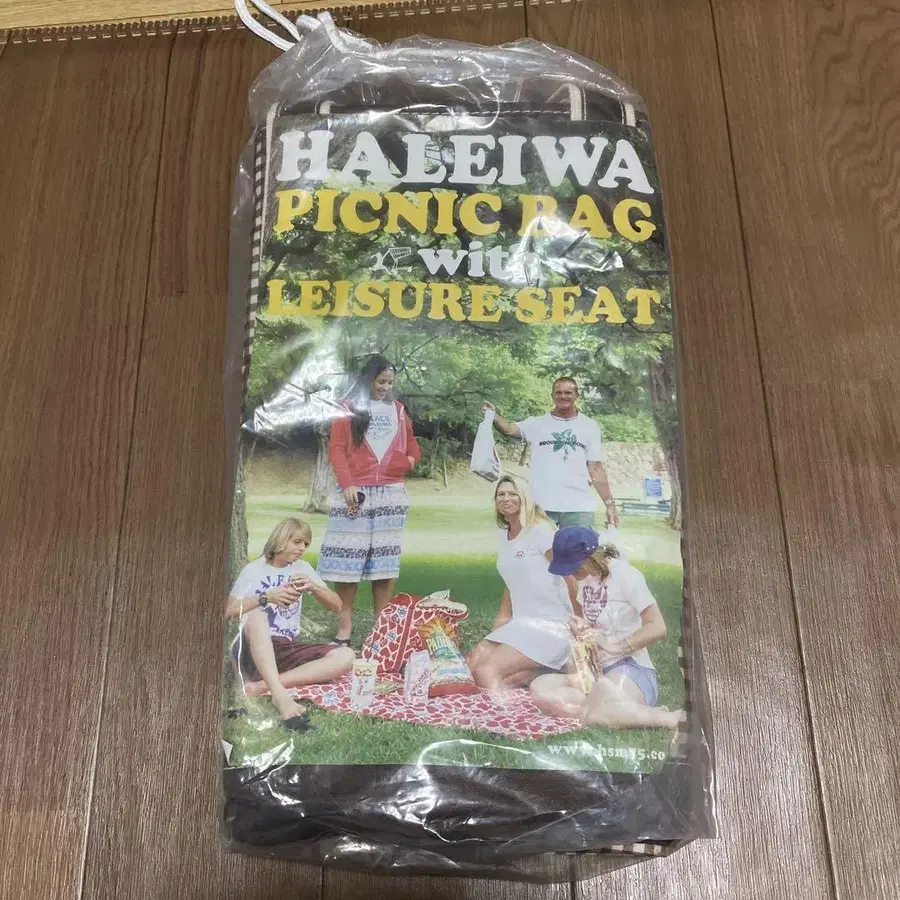 HALEIWA
PICNIC BAG
with
LEISURE SEAT